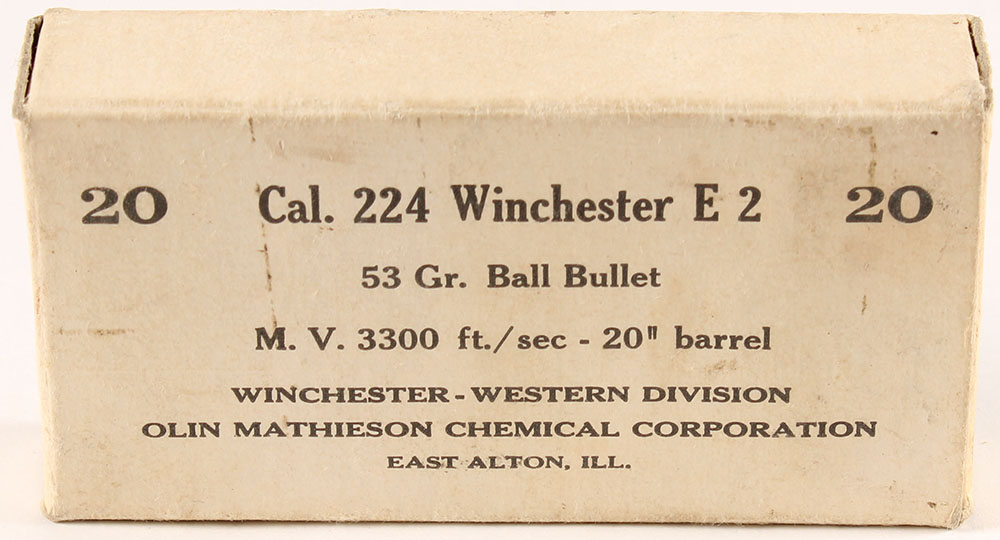 20 Cal. 224 Winchester E 2 20
53 Gr. Ball Bullet
M. V. 3300 ft./sec - 20" barrel
WINCHESTER - WESTERN DIVISION
OLIN MATHIESON CHEMICAL CORPORATION
EAST ALTON, ILL.